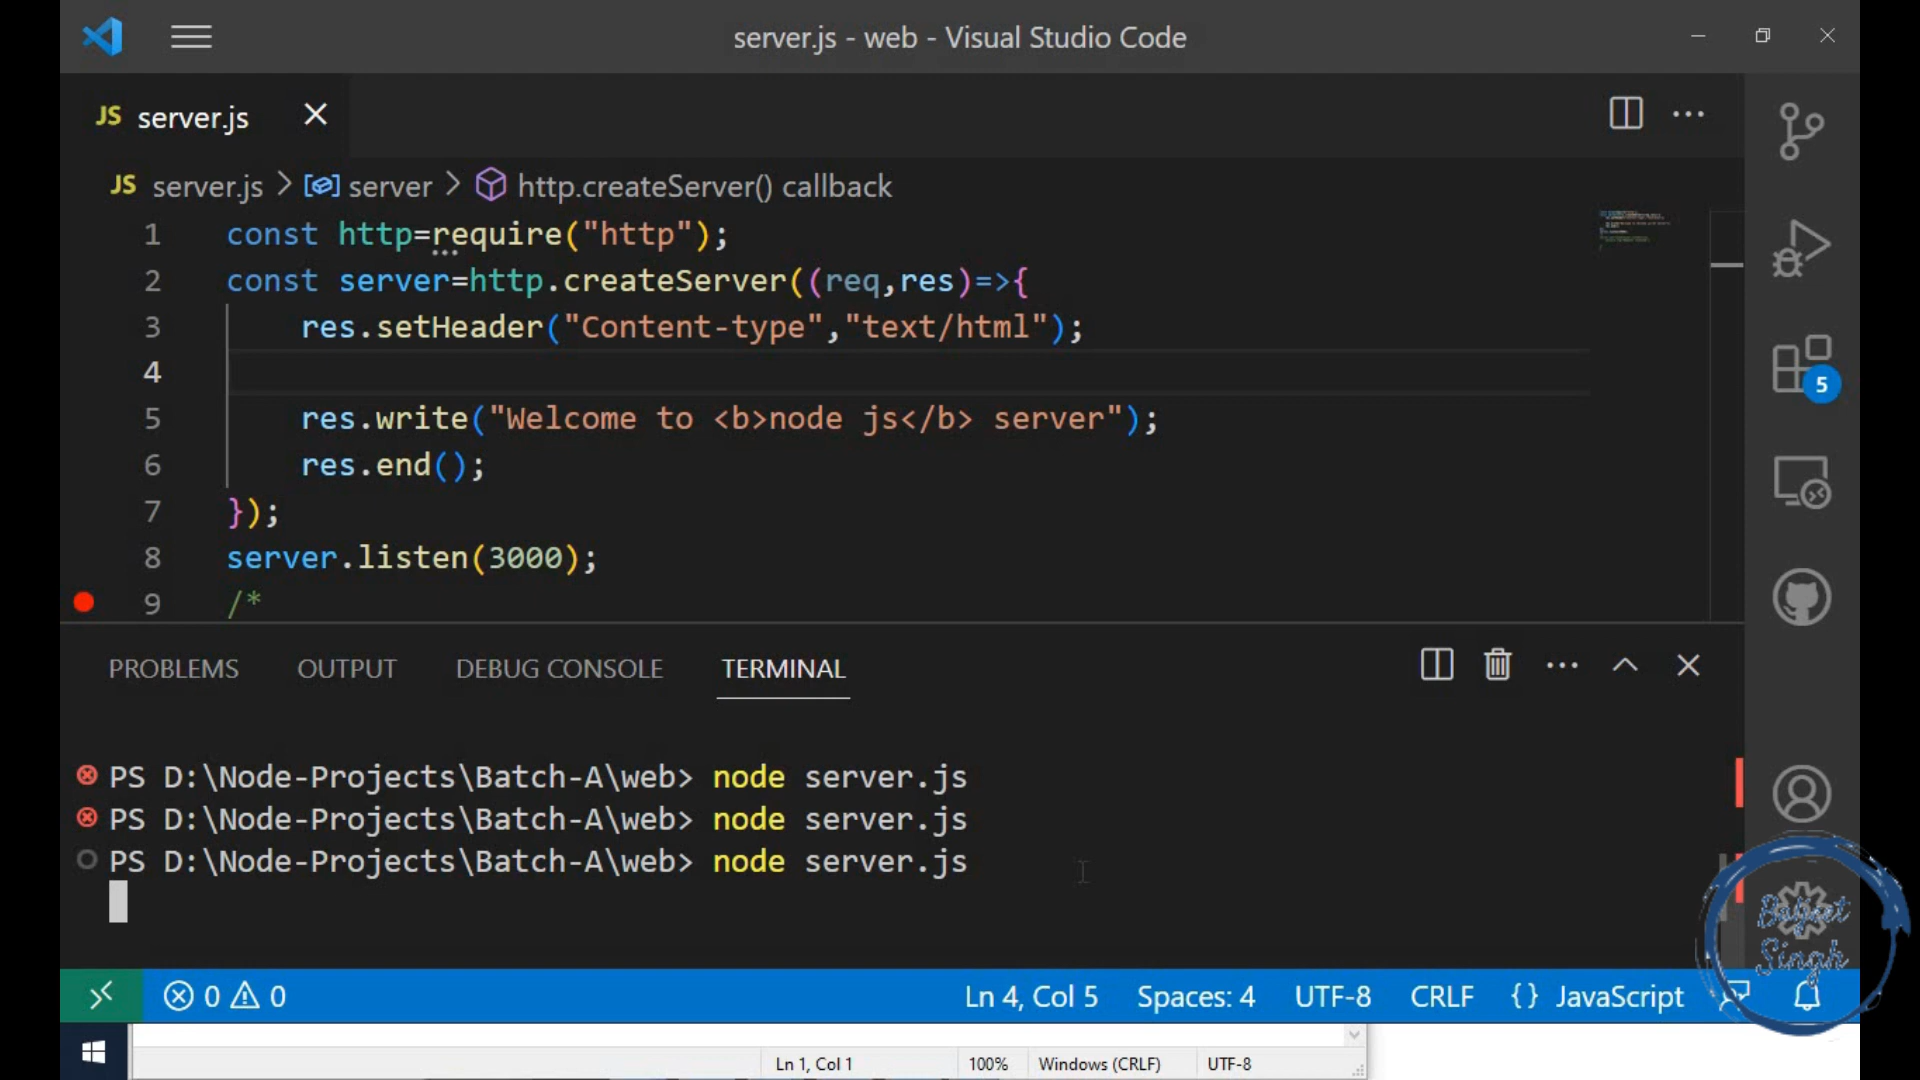 server.js - web - Visual Studio Code
JS server.js
JS server.js > server > http.createServer() callback
1 const http=require("http");
2 const server=http.createServer((req,res)=>{
3 res.setHeader("Content-type","text/html");
4
5 res.write("Welcome to <b>node js</b> server");
6 res.end();
7 });
8 server.listen(3000);
9 /*
5
PROBLEMS OUTPUT DEBUG CONSOLE TERMINAL
PS D:\Node-Projects\Batch-A\web> node server.js
PS D:\Node-Projects\Batch-A\web> node server.js
PS D:\Node-Projects\Batch-A\web> node server.js
Singh
0 0 Ln 4, Col 5 Spaces: 4 UTF-8 CRLF {} JavaScript
Ln 1, Col 1 100% Windows (CRLF) UTF-8